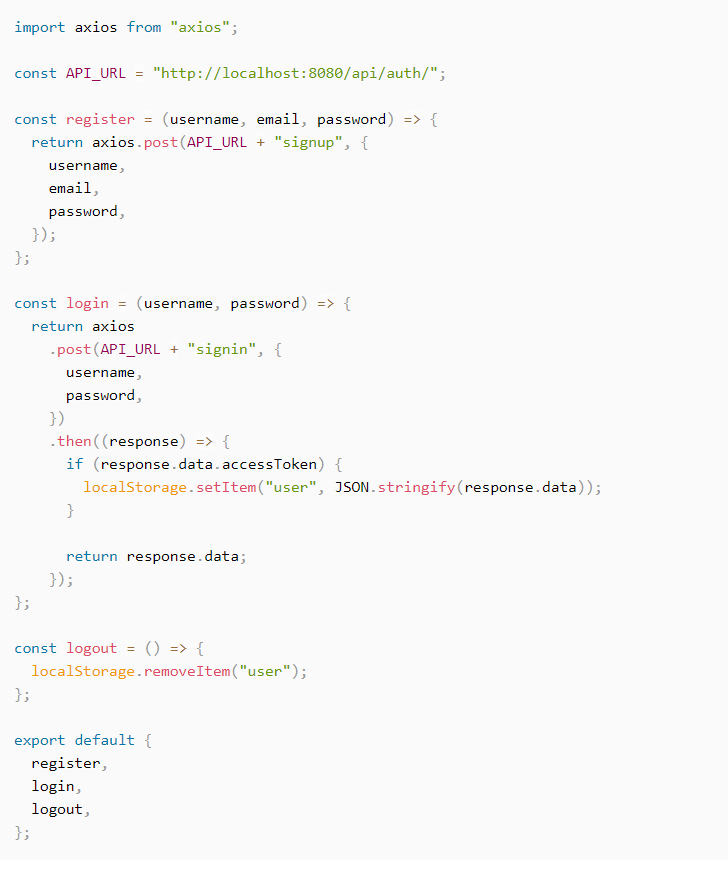 import axios from "axios";

const API_URL = "http://localhost:8080/api/auth/";

const register = (username, email, password) => {
  return axios.post(API_URL + "signup", {
    username,
    email,
    password,
  });
};

const login = (username, password) => {
  return axios
    .post(API_URL + "signin", {
      username,
      password,
    })
    .then((response) => {
      if (response.data.accessToken) {
        localStorage.setItem("user", JSON.stringify(response.data));
      }

      return response.data;
    });
};

const logout = () => {
  localStorage.removeItem("user");
};

export default {
  register,
  login,
  logout,
};